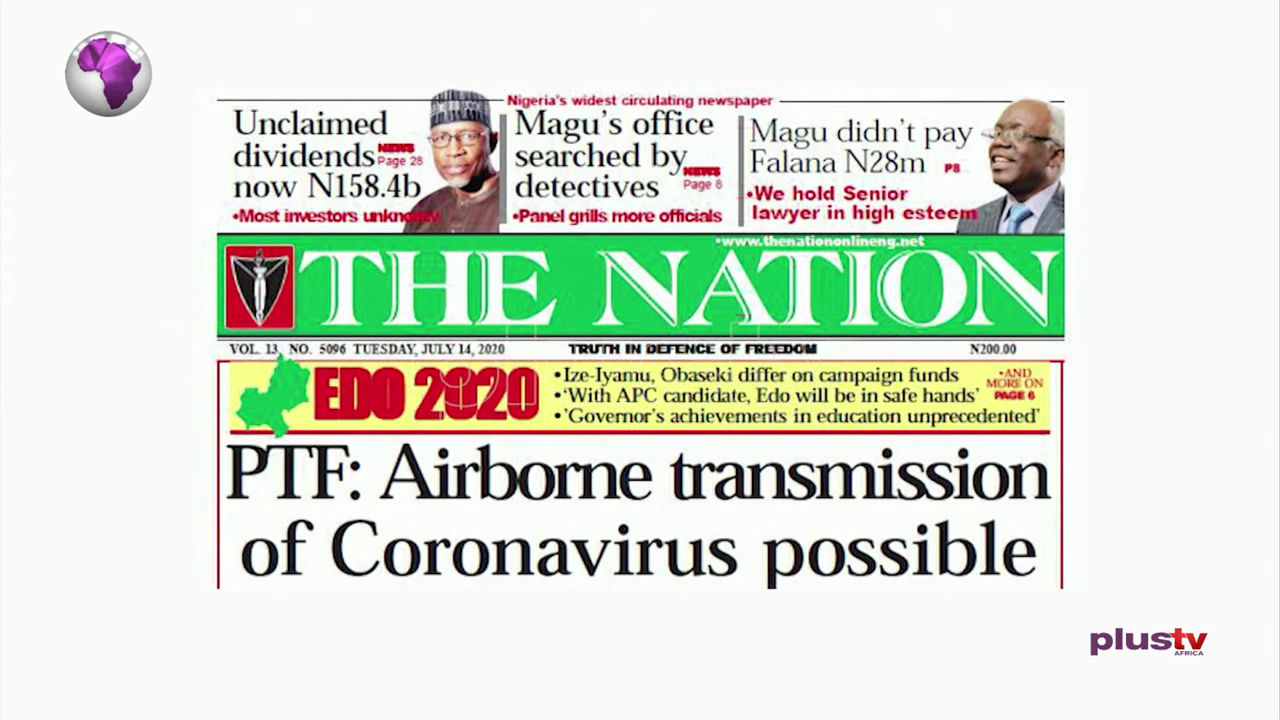 Nigeria's widest circulating newspaper
Unclaimed
dividends NEWS Page 28
now N158.4b
•Most investors unknown
Magu's office
searched by
detectives NEWS Page 6
•Panel grills more officials
Magu didn't pay
Falana N28m P8
•We hold Senior
lawyer in high esteem
•www.thenationonlineng.net
THE NATION
VOL. 13, NO. 5096 TUESDAY, JULY 14, 2020 TRUTH IN DEFENCE OF FREEDOM N200.00
EDO 2020
•Ize-Iyamu, Obaseki differ on campaign funds
•'With APC candidate, Edo will be in safe hands'
•'Governor's achievements in education unprecedented'
•AND
MORE ON
PAGE 6
PTF: Airborne transmission
of Coronavirus possible
plustv
AFRICA